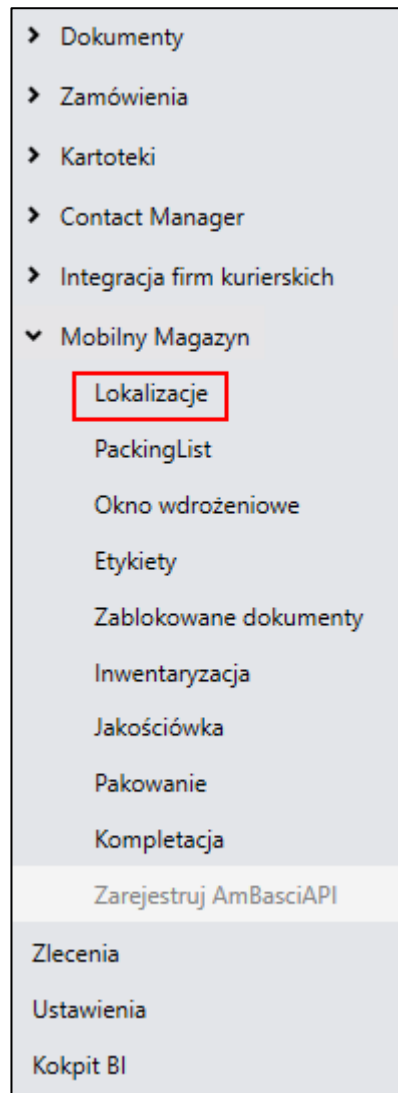 Dokumenty
Zamówienia
Kartoteki
Contact Manager
Integracja firm kurierskich
Mobilny Magazyn
Lokalizacje
PackingList
Okno wdrożeniowe
Etykiety
Zablokowane dokumenty
Inwentaryzacja
Jakościówka
Pakowanie
Kompletacja
Zarejestruj AmBasciAPI
Zlecenia
Ustawienia
Kokpit BI